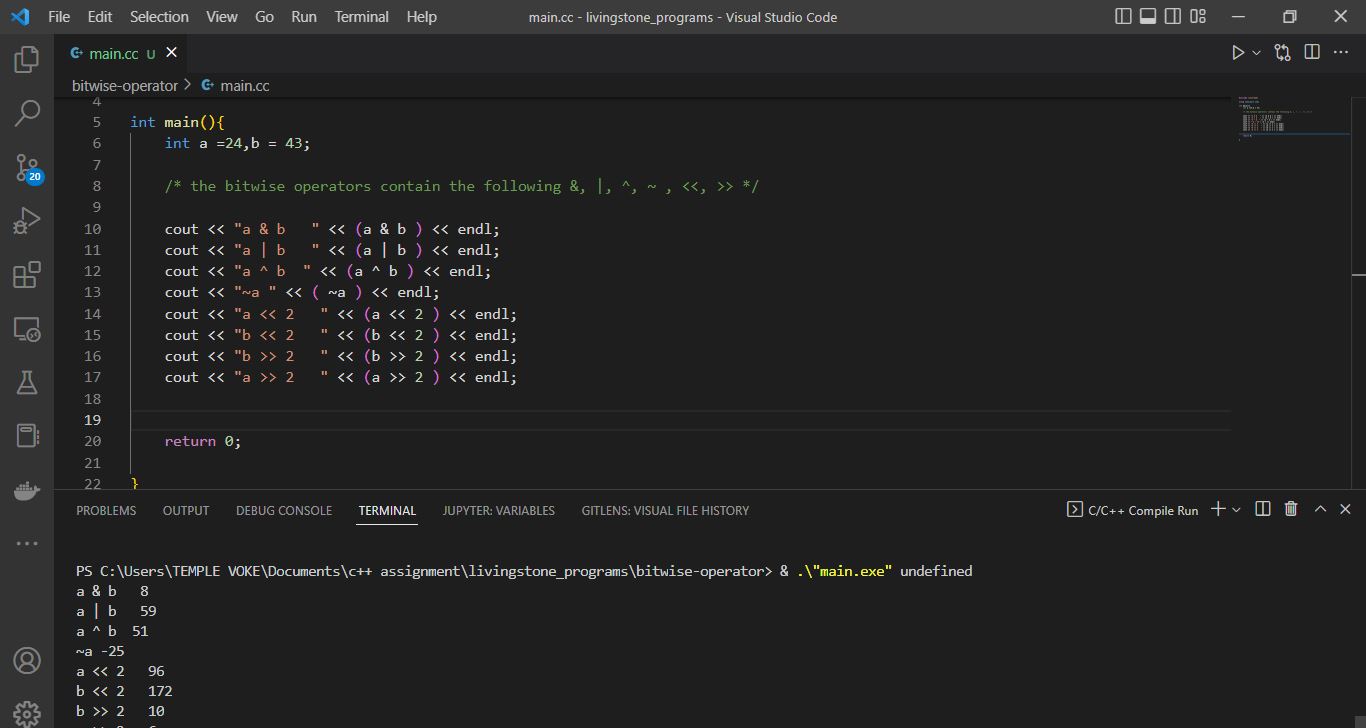 File Edit Selection View Go Run Terminal Help main.cc - livingstone_programs - Visual Studio Code
main.cc U
bitwise-operator > main.cc
4
5 int main(){
6 int a =24,b = 43;
7
8 /* the bitwise operators contain the following &, |, ^, ~ , <<, >> */
9
10 cout << "a & b   " << (a & b ) << endl;
11 cout << "a | b   " << (a | b ) << endl;
12 cout << "a ^ b  " << (a ^ b ) << endl;
13 cout << "~a " << ( ~a ) << endl;
14 cout << "a << 2   " << (a << 2 ) << endl;
15 cout << "b << 2   " << (b << 2 ) << endl;
16 cout << "b >> 2   " << (b >> 2 ) << endl;
17 cout << "a >> 2   " << (a >> 2 ) << endl;
18
19
20 return 0;
21
22 }
20
PROBLEMS OUTPUT DEBUG CONSOLE TERMINAL JUPYTER: VARIABLES GITLENS: VISUAL FILE HISTORY C/C++ Compile Run
PS C:\Users\TEMPLE VOKE\Documents\c++ assignment\livingstone_programs\bitwise-operator> & .\"main.exe" undefined
a & b   8
a | b   59
a ^ b  51
~a -25
a << 2   96
b << 2   172
b >> 2   10